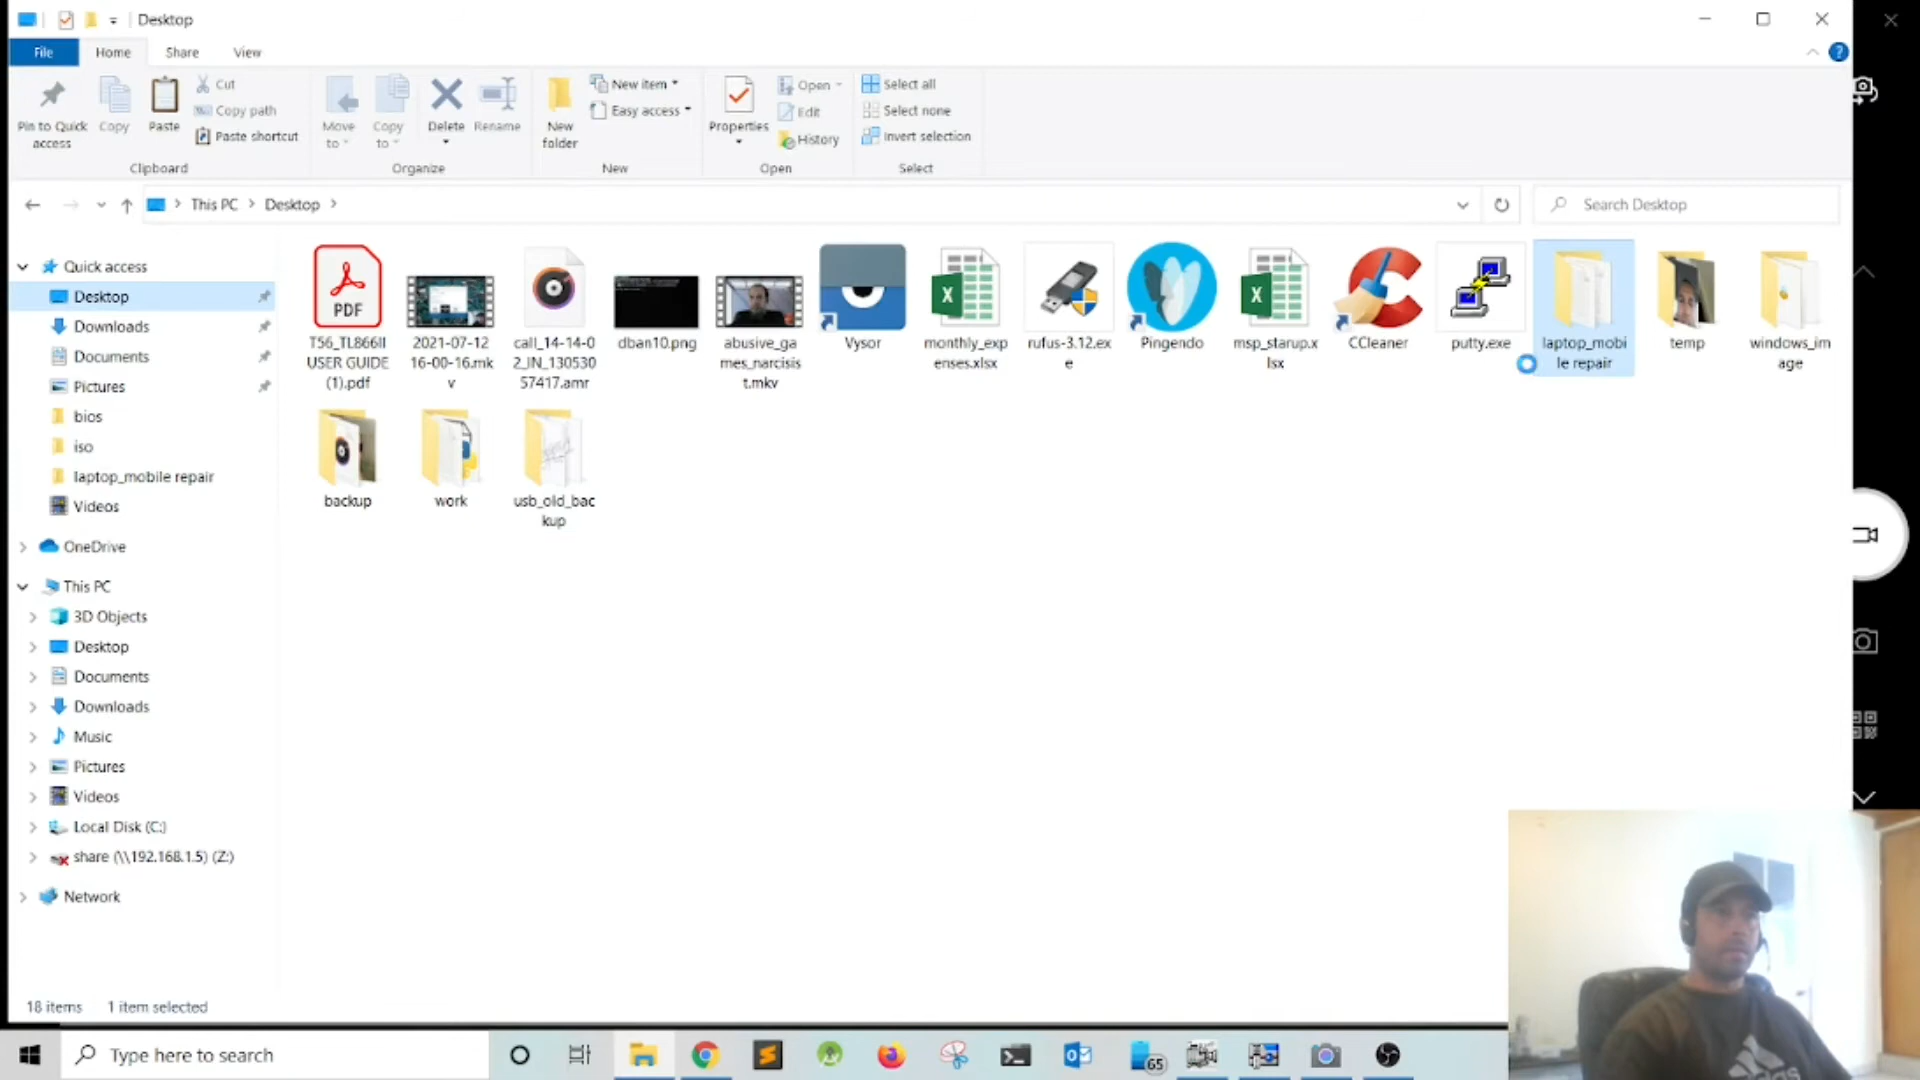 Desktop
File Home Share View
Pin to Quick access
Copy
Paste
Cut
Copy path
Paste shortcut
Clipboard
Move to
Copy to
Delete
Rename
Organize
New folder
New item
Easy access
New
Properties
Open
Edit
History
Open
Select all
Select none
Invert selection
Select
This PC > Desktop >
Search Desktop
Quick access
Desktop
Downloads
Documents
Pictures
bios
iso
laptop_mobile repair
Videos
OneDrive
This PC
3D Objects
Desktop
Documents
Downloads
Music
Pictures
Videos
Local Disk (C:)
share (\\192.168.1.5) (Z:)
Network
PDF
T56_TL866II
USER GUIDE
(1).pdf
2021-07-12
16-00-16.mk
v
call_14-14-0
2_IN_130530
57417.amr
dban10.png
abusive_ga
mes_narcisis
t.mkv
Vysor
monthly_exp
enses.xlsx
rufus-3.12.ex
e
Pingendo
msp_starup.x
lsx
CCleaner
putty.exe
laptop_mobi
le repair
temp
windows_im
age
backup
work
usb_old_bac
kup
18 items 1 item selected
Type here to search
65
adidas